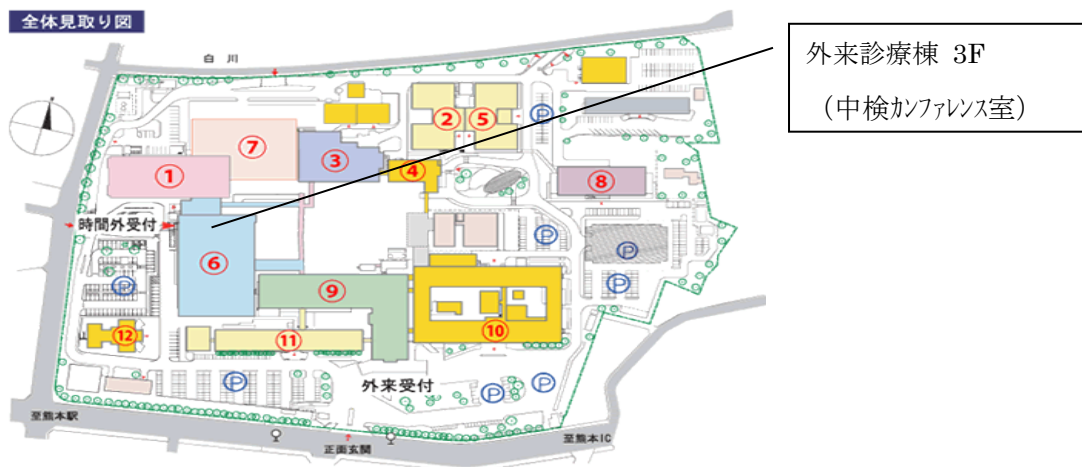 全体見取り図
白川
外来診療棟 3F
（中検カンファレンス室）
②
⑤
Ⓟ
⑦
③
①
④
⑧
時間外受付
Ⓟ
Ⓟ
⑥
Ⓟ
Ⓟ
⑨
⑩
⑫
⑪
Ⓟ
外来受付
Ⓟ
Ⓟ
至熊本駅
正面玄関
至熊本IC